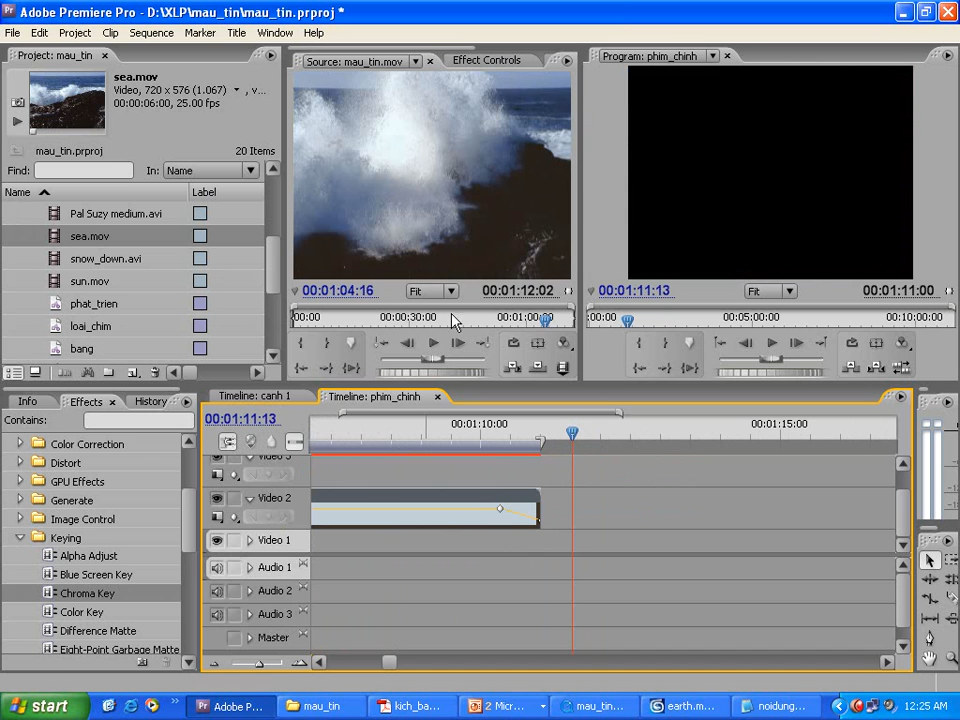 Adobe Premiere Pro - D:\XLP\mau_tin\mau_tin.prproj *
File Edit Project Clip Sequence Marker Title Window Help
Project: mau_tin
sea.mov
Video, 720 x 576 (1.067) , v...
00:00:06:00, 25.00 fps
mau_tin.prproj 20 Items
Find: In: Name
Name Label
Pal Suzy medium.avi
sea.mov
snow_down.avi
sun.mov
phat_trien
loai_chim
bang
Source: mau_tin.mov Effect Controls
00:01:04:16 Fit 00:01:12:02
00:00 00:00:30:00 00:01:00:00
Program: phim_chinh
00:01:11:13 Fit 00:01:11:00
00:00 00:05:00:00 00:10:00:00
Info Effects History
Contains:
Color Correction
Distort
GPU Effects
Generate
Image Control
Keying
Alpha Adjust
Blue Screen Key
Chroma Key
Color Key
Difference Matte
Eight-Point Garbage Matte
Timeline: canh 1 Timeline: phim_chinh
00:01:11:13 00:01:10:00 00:01:15:00
Video 3
Video 2
Video 1
Audio 1
Audio 2
Audio 3
Master
start Adobe P... mau_tin kich_ba... 2 Micr... mau_tin... earth.m... noidung... 12:25 AM